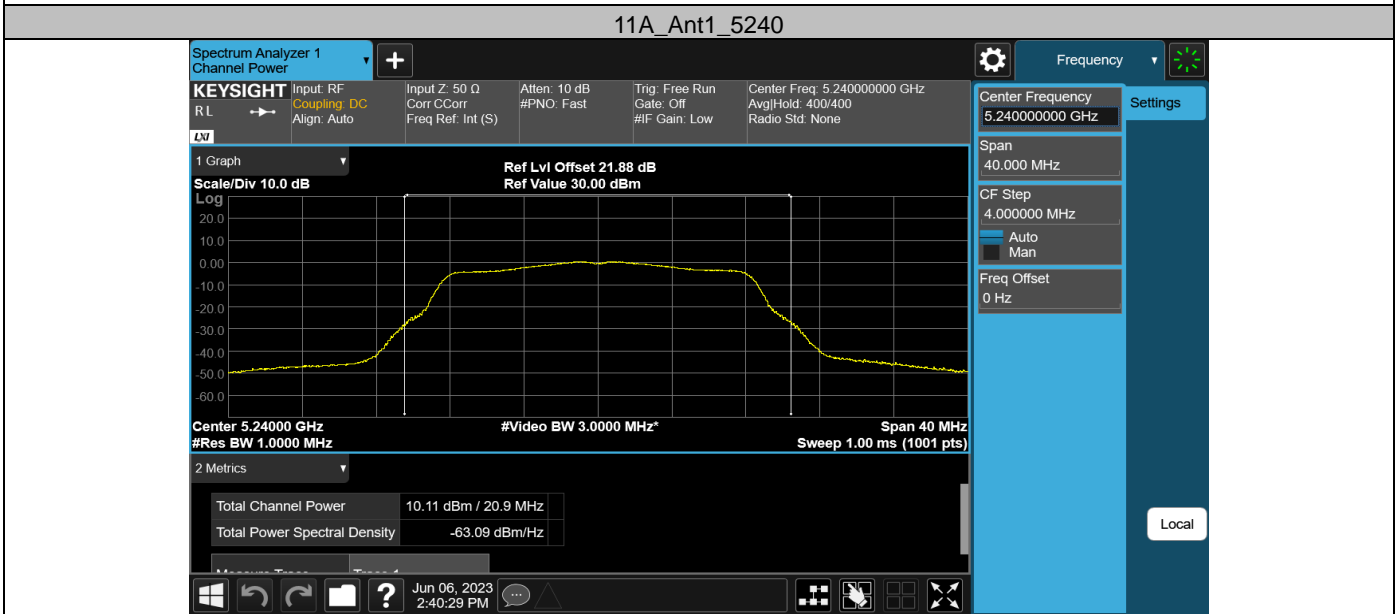 11A_Ant1_5240
Spectrum Analyzer 1
Channel Power
Frequency
KEYSIGHT
R L
LXI
Input: RF
Coupling: DC
Align: Auto
Input Z: 50 Ω
Corr CCorr
Freq Ref: Int (S)
Atten: 10 dB
#PNO: Fast
Trig: Free Run
Gate: Off
#IF Gain: Low
Center Freq: 5.240000000 GHz
Avg|Hold: 400/400
Radio Std: None
Center Frequency
5.240000000 GHz
Settings
Span
40.000 MHz
CF Step
4.000000 MHz
Auto
Man
Freq Offset
0 Hz
1 Graph
Scale/Div 10.0 dB
Ref Lvl Offset 21.88 dB
Ref Value 30.00 dBm
Log
20.0
10.0
0.00
-10.0
-20.0
-30.0
-40.0
-50.0
-60.0
Center 5.24000 GHz
#Video BW 3.0000 MHz*
Span 40 MHz
#Res BW 1.0000 MHz
Sweep 1.00 ms (1001 pts)
2 Metrics
Total Channel Power 10.11 dBm / 20.9 MHz
Total Power Spectral Density -63.09 dBm/Hz
Local
Jun 06, 2023
2:40:29 PM